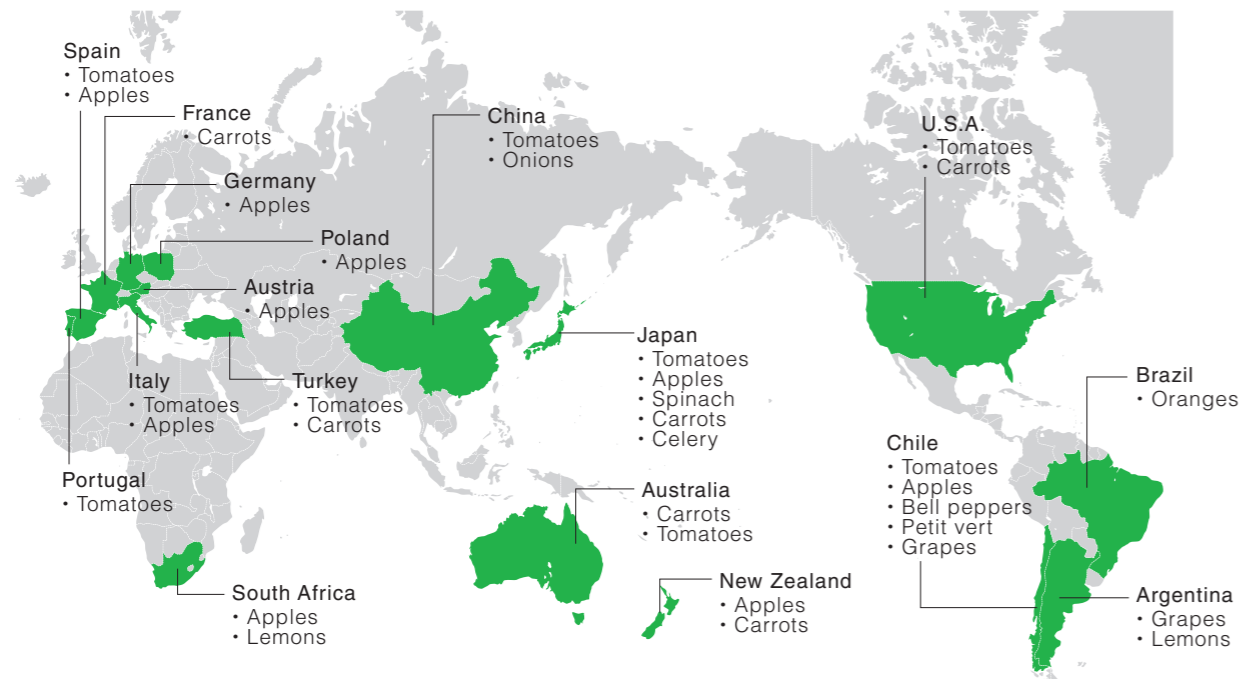 Spain
• Tomatoes
• Apples
France
• Carrots
Germany
• Apples
Poland
• Apples
Austria
• Apples
Italy
• Tomatoes
• Apples
Turkey
• Tomatoes
• Carrots
Portugal
• Tomatoes
South Africa
• Apples
• Lemons
China
• Tomatoes
• Onions
Japan
• Tomatoes
• Apples
• Spinach
• Carrots
• Celery
Australia
• Carrots
• Tomatoes
New Zealand
• Apples
• Carrots
U.S.A.
• Tomatoes
• Carrots
Brazil
• Oranges
Chile
• Tomatoes
• Apples
• Bell peppers
• Petit vert
• Grapes
Argentina
• Grapes
• Lemons